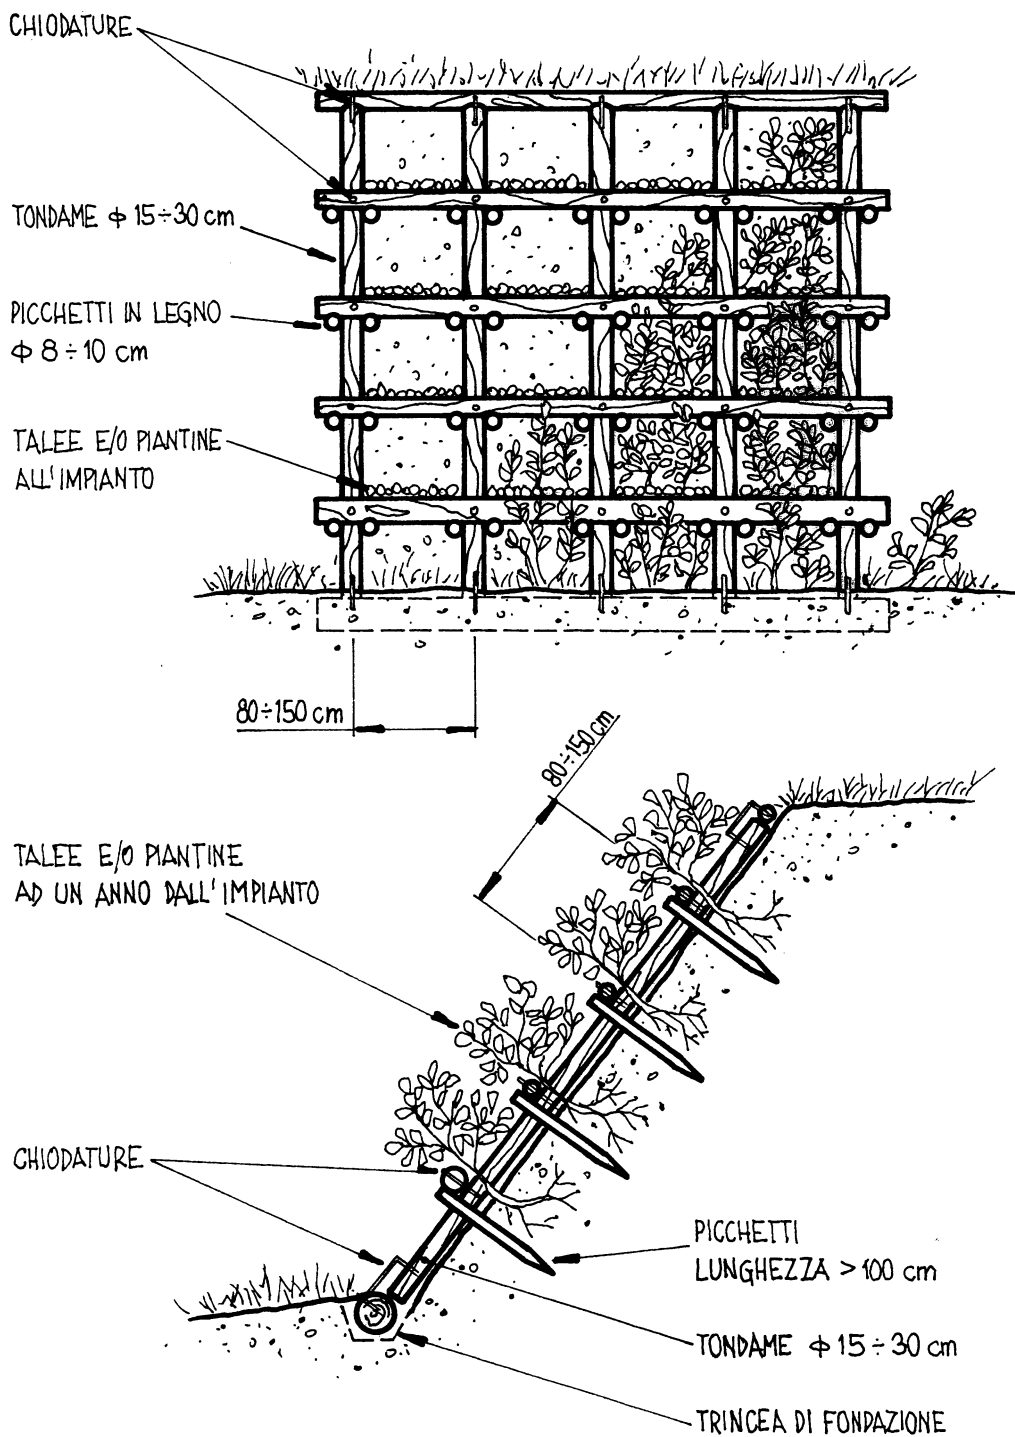 CHIODATURE
TONDAME ϕ 15÷30 cm
PICCHETTI IN LEGNO
ϕ 8÷10 cm
TALEE E/O PIANTINE
ALL'IMPIANTO
80÷150 cm
80÷150 cm
TALEE E/O PIANTINE
AD UN ANNO DALL'IMPIANTO
CHIODATURE
PICCHETTI
LUNGHEZZA > 100 cm
TONDAME ϕ 15÷30 cm
TRINCEA DI FONDAZIONE